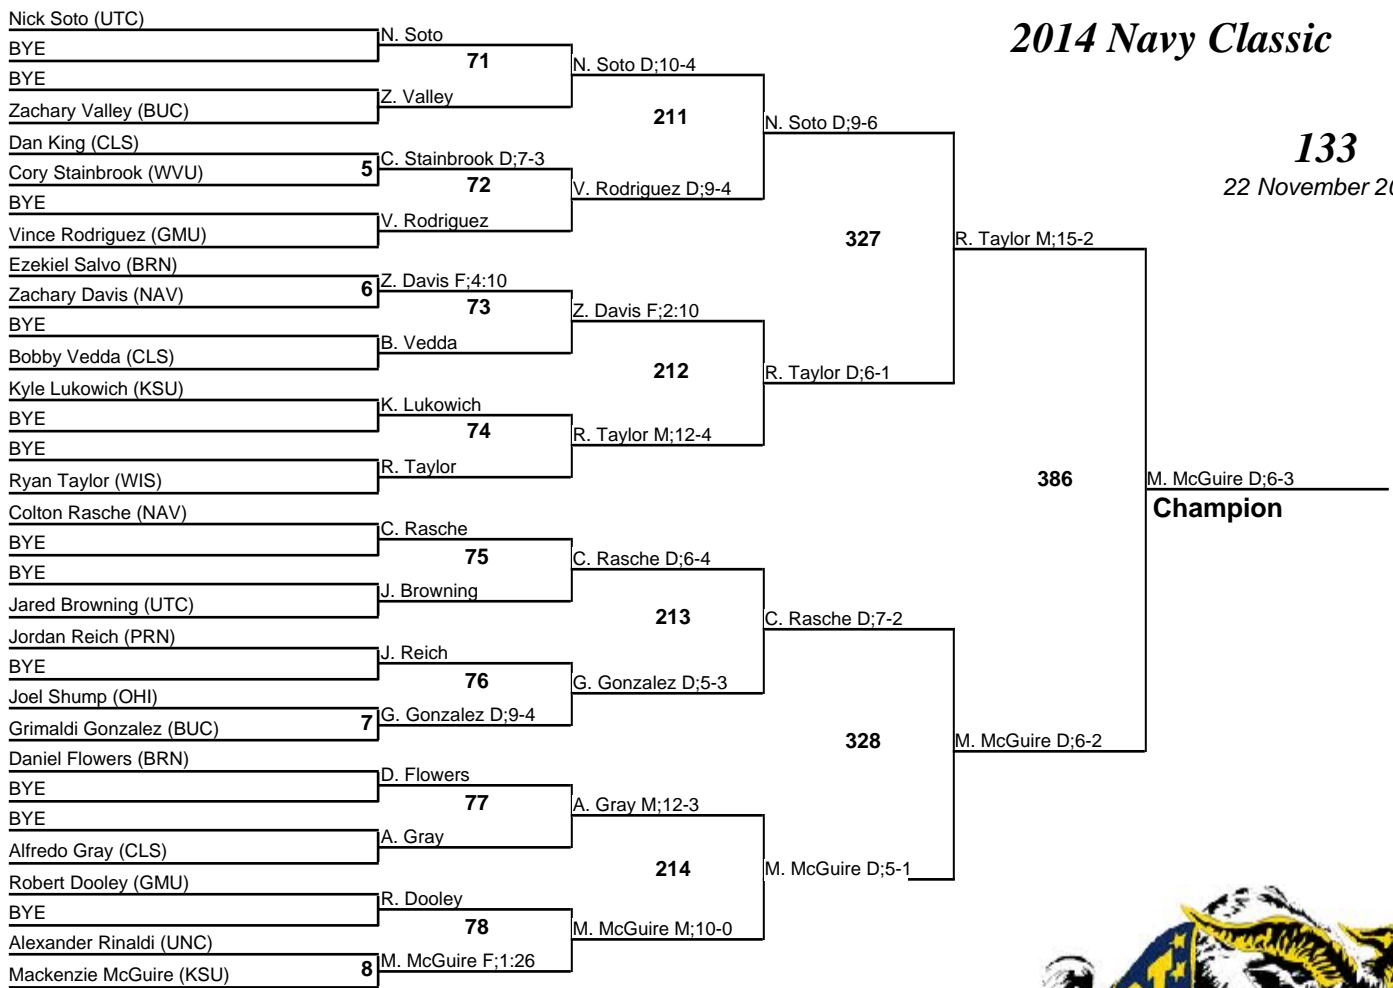 2014 Navy Classic
133
22 November 20
Nick Soto (UTC)
BYE
BYE
Zachary Valley (BUC)
Dan King (CLS)
Cory Stainbrook (WVU)
BYE
Vince Rodriguez (GMU)
Ezekiel Salvo (BRN)
Zachary Davis (NAV)
BYE
Bobby Vedda (CLS)
Kyle Lukowich (KSU)
BYE
BYE
Ryan Taylor (WIS)
Colton Rasche (NAV)
BYE
BYE
Jared Browning (UTC)
Jordan Reich (PRN)
BYE
Joel Shump (OHI)
Grimaldi Gonzalez (BUC)
Daniel Flowers (BRN)
BYE
BYE
Alfredo Gray (CLS)
Robert Dooley (GMU)
BYE
Alexander Rinaldi (UNC)
Mackenzie McGuire (KSU)
5
6
7
8
N. Soto
71
Z. Valley
C. Stainbrook D;7-3
72
V. Rodriguez
Z. Davis F;4:10
73
B. Vedda
K. Lukowich
74
R. Taylor
C. Rasche
75
J. Browning
J. Reich
76
G. Gonzalez D;9-4
D. Flowers
77
A. Gray
R. Dooley
78
M. McGuire F;1:26
N. Soto D;10-4
211
V. Rodriguez D;9-4
Z. Davis F;2:10
212
R. Taylor M;12-4
C. Rasche D;6-4
213
G. Gonzalez D;5-3
A. Gray M;12-3
214
M. McGuire M;10-0
N. Soto D;9-6
327
R. Taylor D;6-1
C. Rasche D;7-2
328
M. McGuire D;5-1
R. Taylor M;15-2
386
M. McGuire D;6-2
M. McGuire D;6-3
Champion